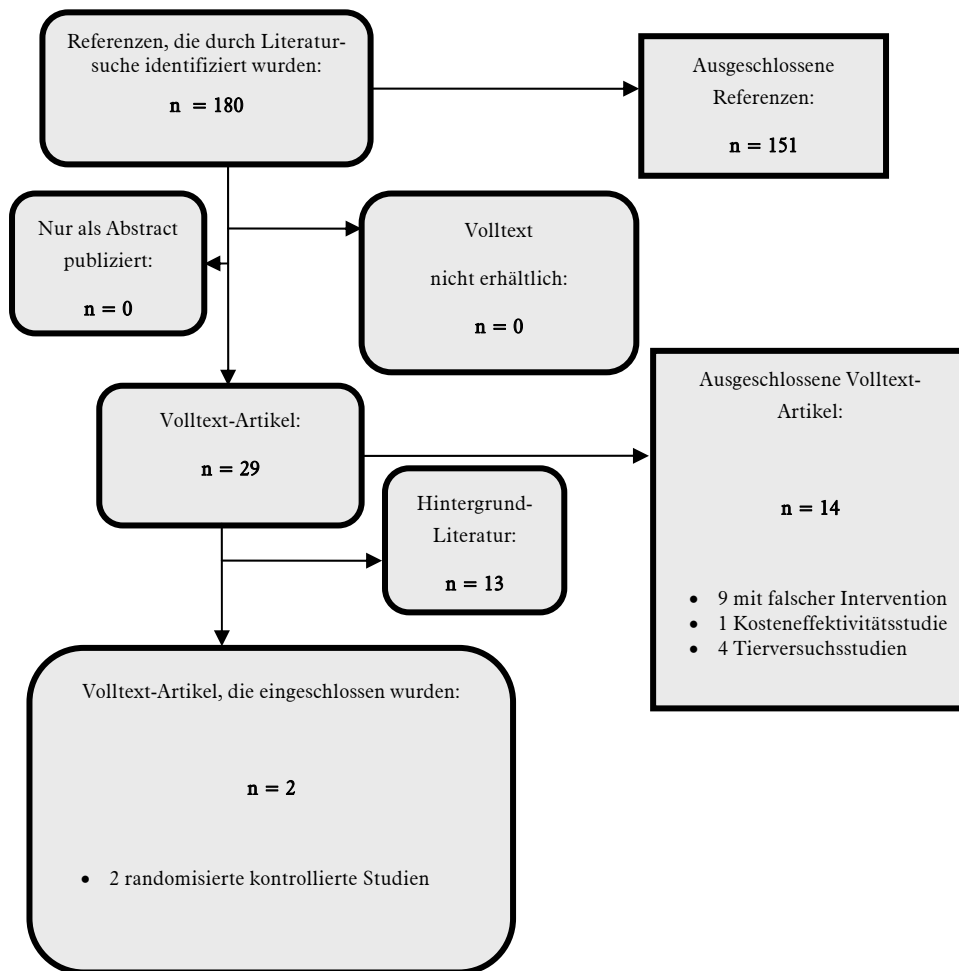 Referenzen, die durch Literatur-
suche identifiziert wurden:
n = 180
Ausgeschlossene
Referenzen:
n = 151
Nur als Abstract
publiziert:
n = 0
Volltext
nicht erhältlich:
n = 0
Volltext-Artikel:
n = 29
Ausgeschlossene Volltext-
Artikel:
n = 14
• 9 mit falscher Intervention
• 1 Kosteneffektivitätsstudie
• 4 Tierversuchsstudien
Hintergrund-
Literatur:
n = 13
Volltext-Artikel, die eingeschlossen wurden:
n = 2
• 2 randomisierte kontrollierte Studien